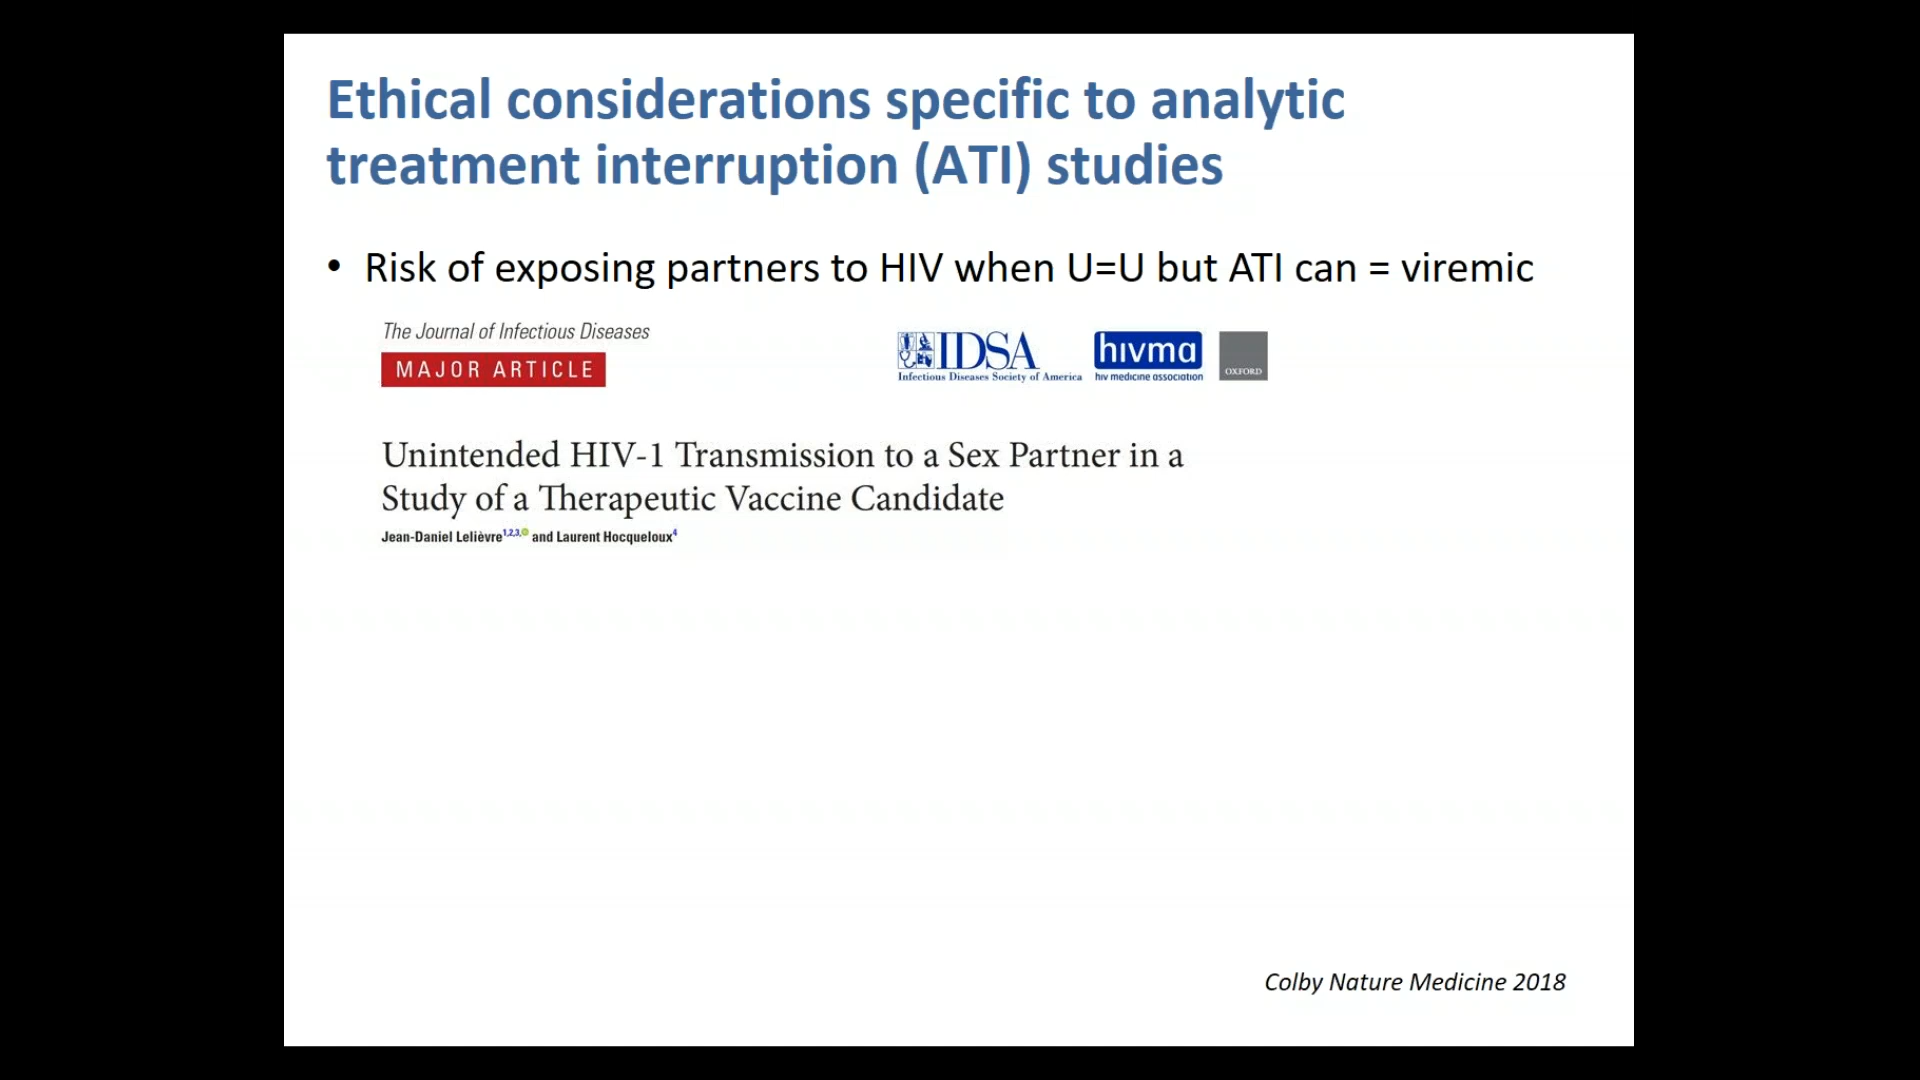 Ethical considerations specific to analytic
treatment interruption (ATI) studies
• Risk of exposing partners to HIV when U=U but ATI can = viremic
The Journal of Infectious Diseases
MAJOR ARTICLE
IDSA
Infectious Diseases Society of America
hivma
hiv medicine association
OXFORD
Unintended HIV-1 Transmission to a Sex Partner in a
Study of a Therapeutic Vaccine Candidate
Jean-Daniel Lelièvre1,2,3, and Laurent Hocqueloux4
Colby Nature Medicine 2018